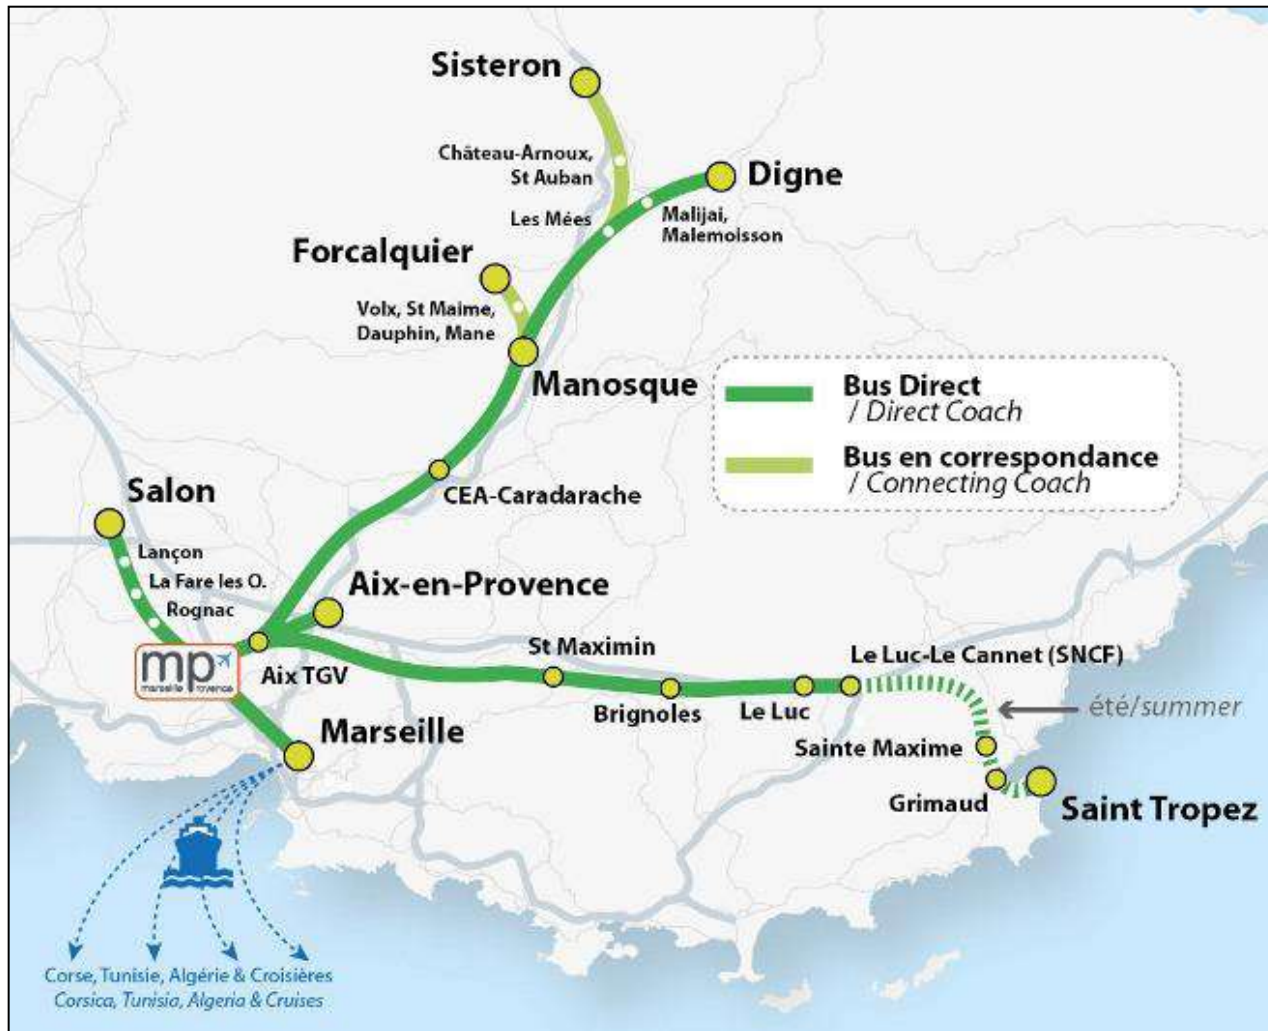 Sisteron
Château-Arnoux,
St Auban
Digne
Les Mées
Malijai,
Malemoisson
Forcalquier
Volx, St Maime,
Dauphin, Mane
Manosque
Bus Direct
/ Direct Coach
Bus en correspondance
/ Connecting Coach
CEA-Caradarache
Salon
Lançon
La Fare les O.
Rognac
Aix-en-Provence
mp
marseille provence
Aix TGV
St Maximin
Brignoles
Le Luc
Le Luc-Le Cannet (SNCF)
été/summer
Sainte Maxime
Grimaud
Saint Tropez
Marseille
Corse, Tunisie, Algérie & Croisières
Corsica, Tunisia, Algeria & Cruises